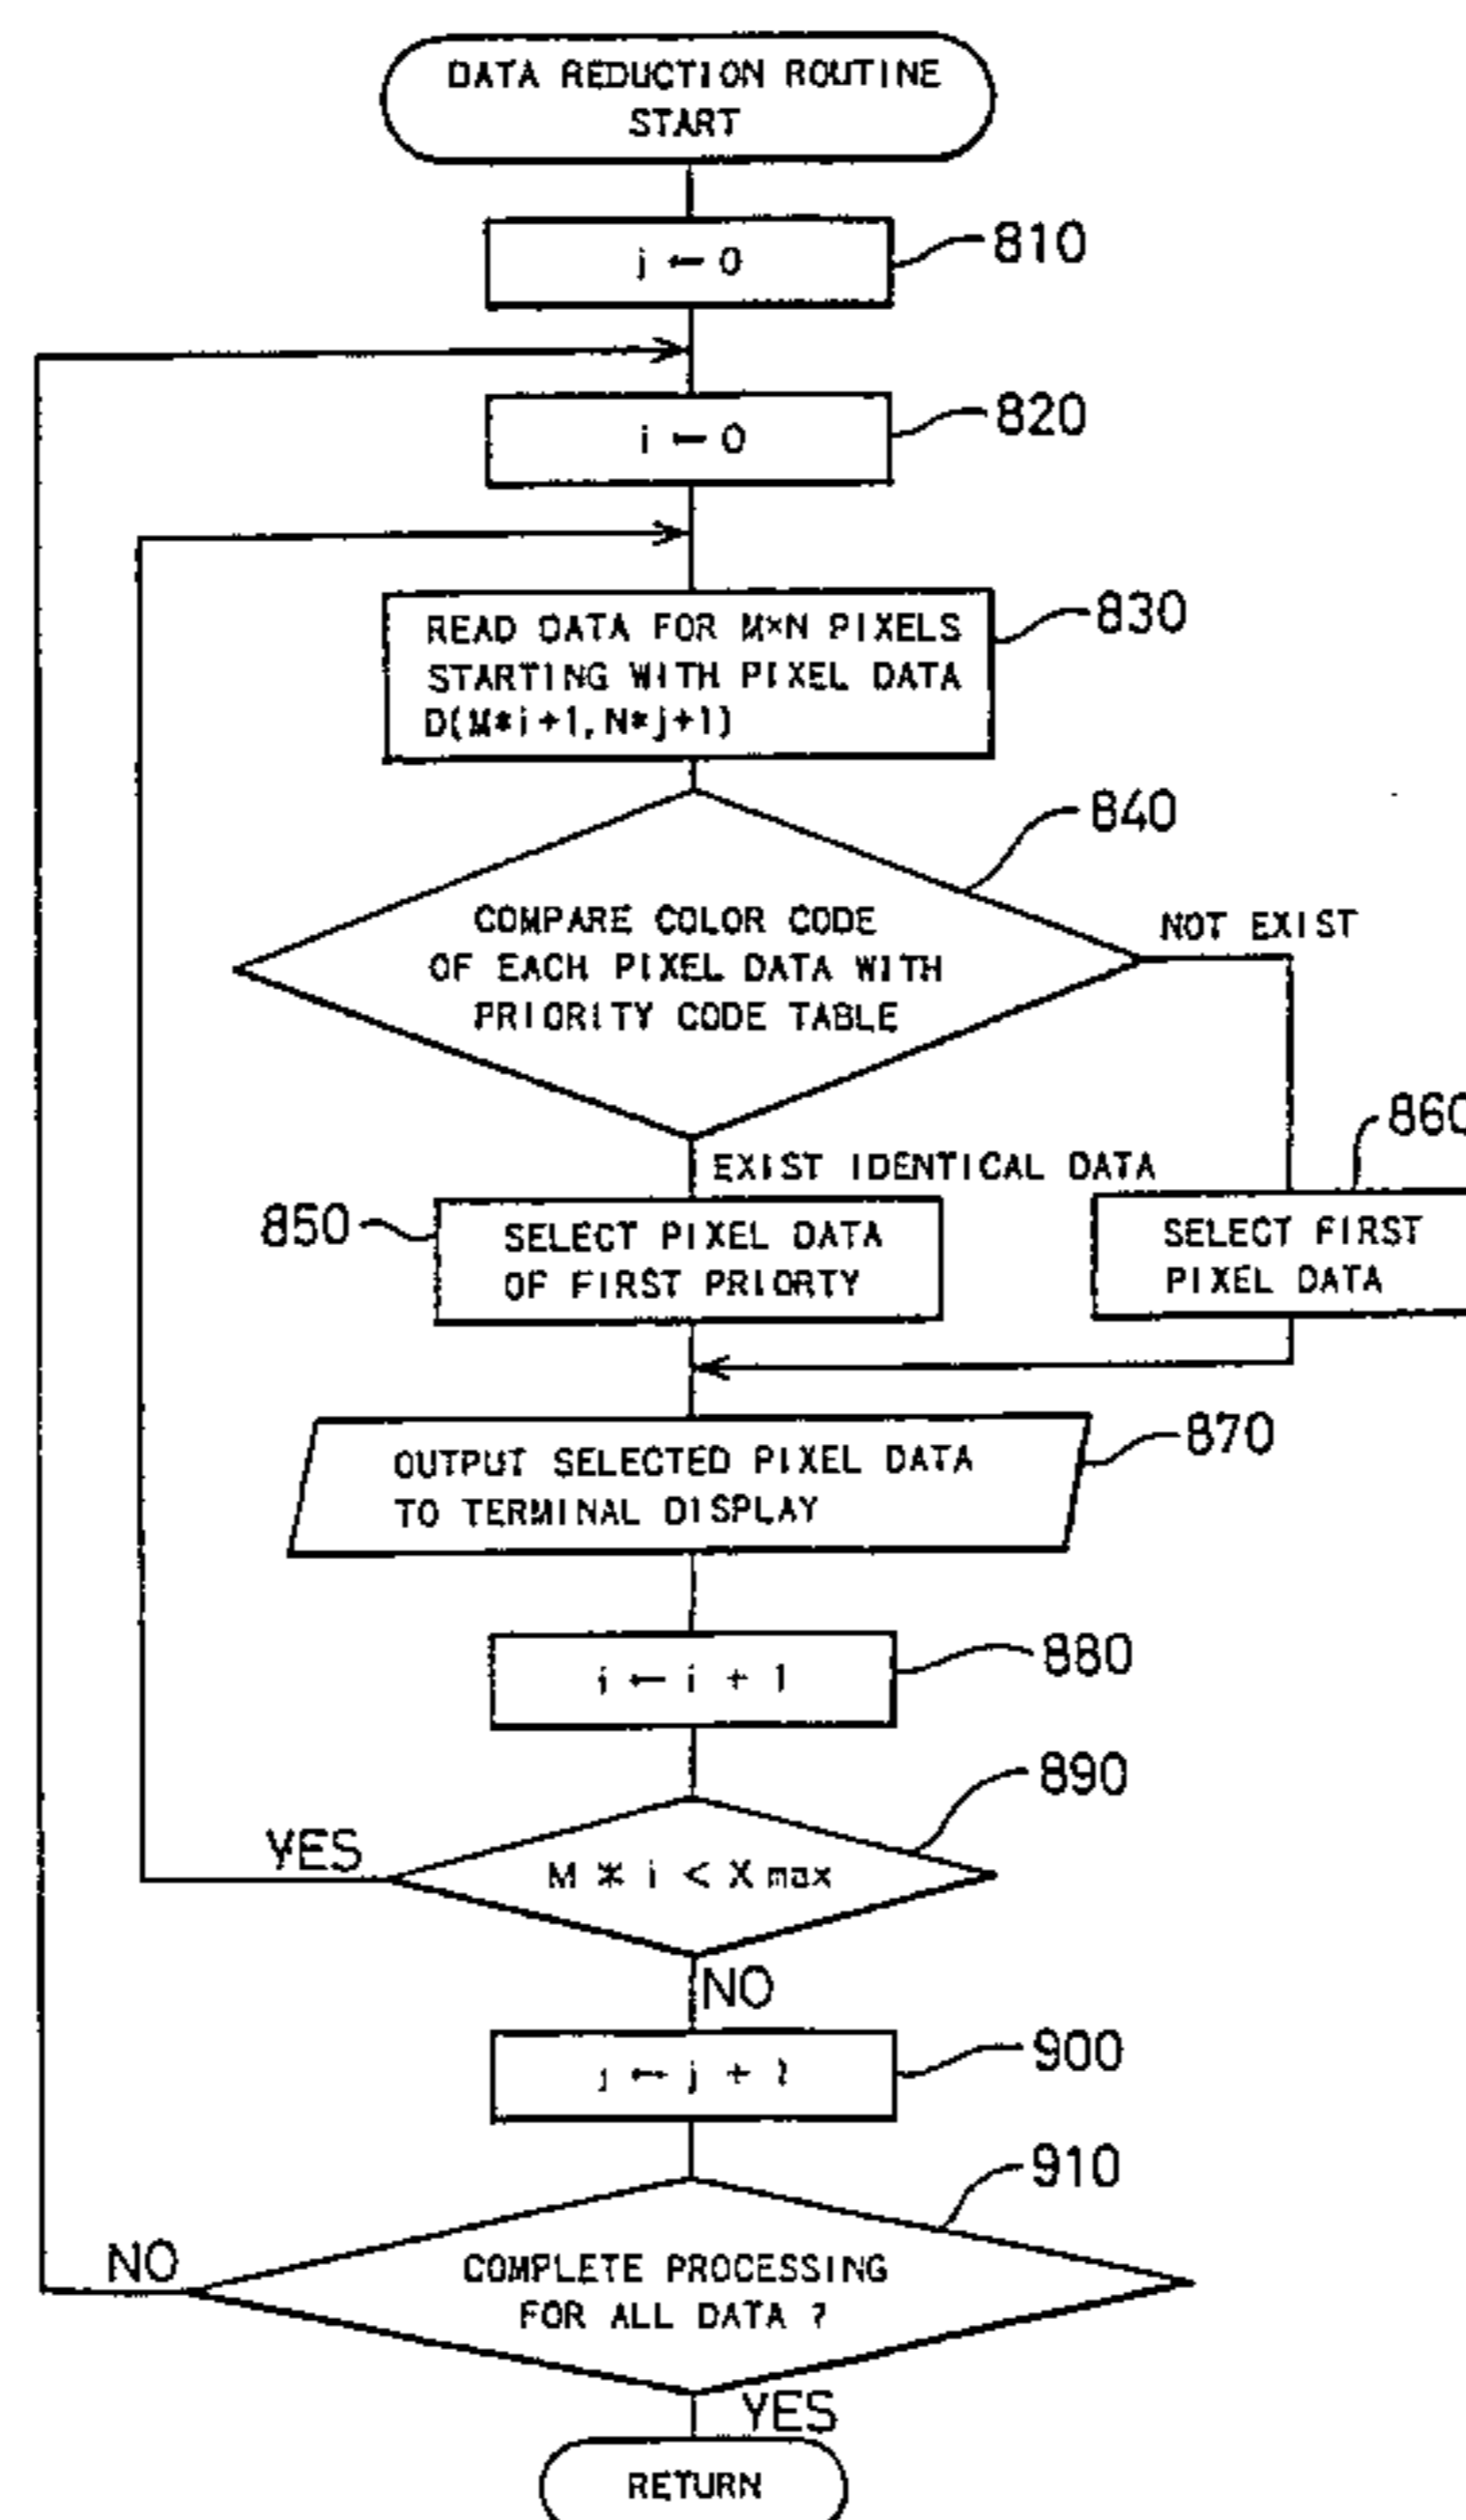 DATA REDUCTION ROUTINE
START
j ← 0
810
i ← 0
820
READ DATA FOR M×N PIXELS
STARTING WITH PIXEL DATA
D(M*i+1,N*j+1)
830
840
COMPARE COLOR CODE
OF EACH PIXEL DATA WITH
PRIORITY CODE TABLE
NOT EXIST
EXIST IDENTICAL DATA
850
SELECT PIXEL DATA
OF FIRST PRIORTY
860
SELECT FIRST
PIXEL DATA
OUTPUT SELECTED PIXEL DATA
TO TERMINAL DISPLAY
870
i ← i + 1
880
890
YES
M * i < X max
NO
j ← j + 1
900
910
NO
COMPLETE PROCESSING
FOR ALL DATA ?
YES
RETURN